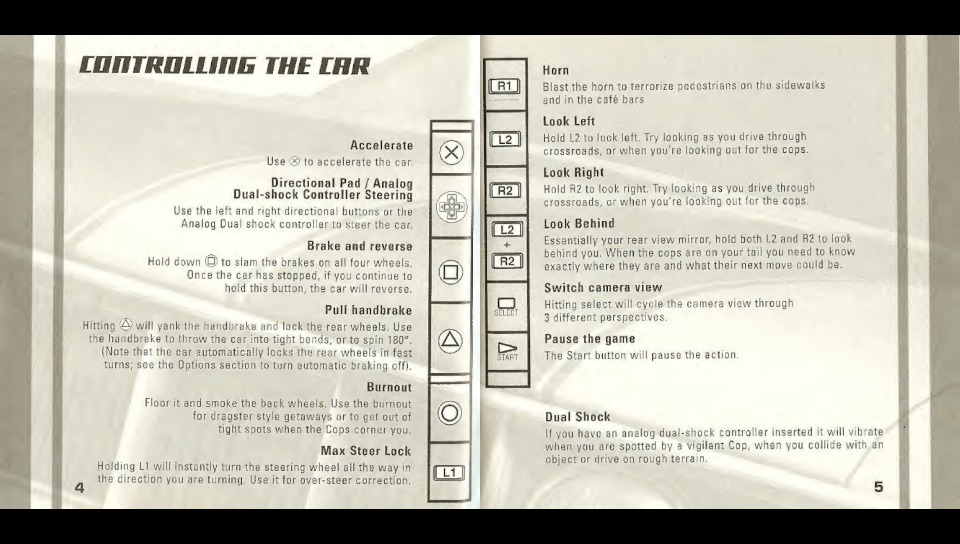 CONTROLLING THE CAR
Accelerate
Use ⊗ to accelerate the car.
Directional Pad / Analog
Dual-shock Controller Steering
Use the left and right directional buttons or the
Analog Dual shock controller to steer the car.
Brake and reverse
Hold down □ to slam the brakes on all four wheels.
Once the car has stopped, if you continue to
hold this button, the car will reverse.
Pull handbrake
Hitting △ will yank the handbrake and lock the rear wheels. Use
the handbrake to throw the car into tight bends, or to spin 180°.
(Note that the car automatically locks the rear wheels in fast
turns; see the Options section to turn automatic braking off).
Burnout
Floor it and smoke the back wheels. Use the burnout
for dragster style getaways or to get out of
tight spots when the Cops corner you.
Max Steer Lock
Holding L1 will instantly turn the steering wheel all the way in
the direction you are turning. Use it for over-steer correction.
L1
4
R1
Horn
Blast the horn to terrorize pedestrians on the sidewalks
and in the café bars
L2
Look Left
Hold L2 to look left. Try looking as you drive through
crossroads, or when you're looking out for the cops.
R2
Look Right
Hold R2 to look right. Try looking as you drive through
crossroads, or when you're looking out for the cops.
L2
+
R2
Look Behind
Essentially your rear view mirror, hold both L2 and R2 to look
behind you. When the cops are on your tail you need to know
exactly where they are and what their next move could be.
SELECT
Switch camera view
Hitting select will cycle the camera view through
3 different perspectives.
START
Pause the game
The Start button will pause the action.
Dual Shock
If you have an analog dual-shock controller inserted it will vibrate
when you are spotted by a vigilant Cop, when you collide with an
object or drive on rough terrain.
5